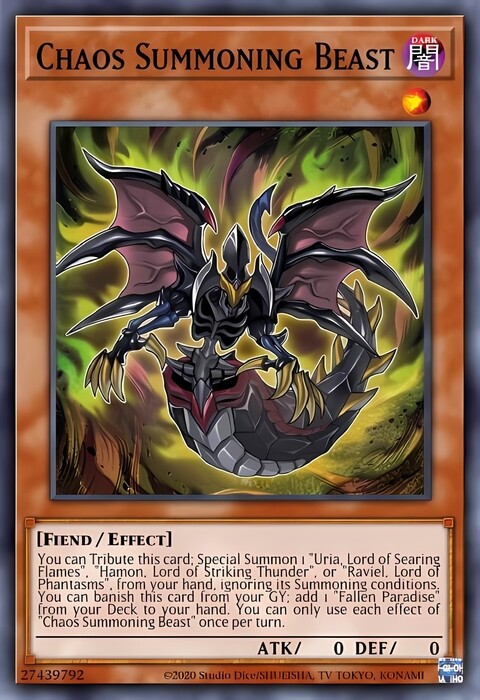 CHAOS SUMMONING BEAST
DARK
闇
[FIEND / EFFECT]
You can Tribute this card; Special Summon 1 "Uria, Lord of Searing
Flames", "Hamon, Lord of Striking Thunder", or "Raviel, Lord of
Phantasms", from your hand, ignoring its Summoning conditions.
You can banish this card from your GY; add 1 "Fallen Paradise"
from your Deck to your hand. You can only use each effect of
"Chaos Summoning Beast" once per turn.
ATK/ 0 DEF/ 0
27439792 ©2020 Studio Dice/SHUEISHA, TV TOKYO, KONAMI